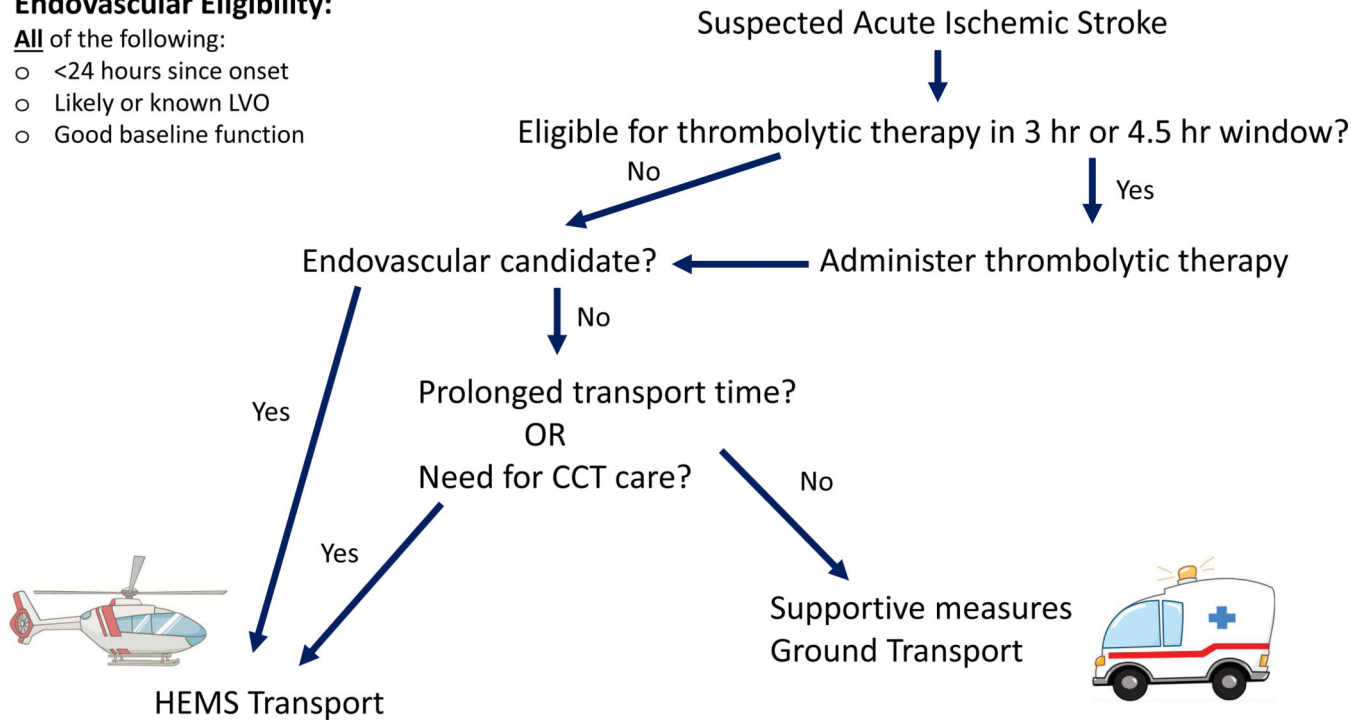 Endovascular Eligibility:
All of the following:
o <24 hours since onset
o Likely or known LVO
o Good baseline function
Suspected Acute Ischemic Stroke
Eligible for thrombolytic therapy in 3 hr or 4.5 hr window?
No
Yes
Endovascular candidate?
Administer thrombolytic therapy
No
Prolonged transport time?
OR
Need for CCT care?
Yes
No
Yes
Supportive measures
Ground Transport
HEMS Transport